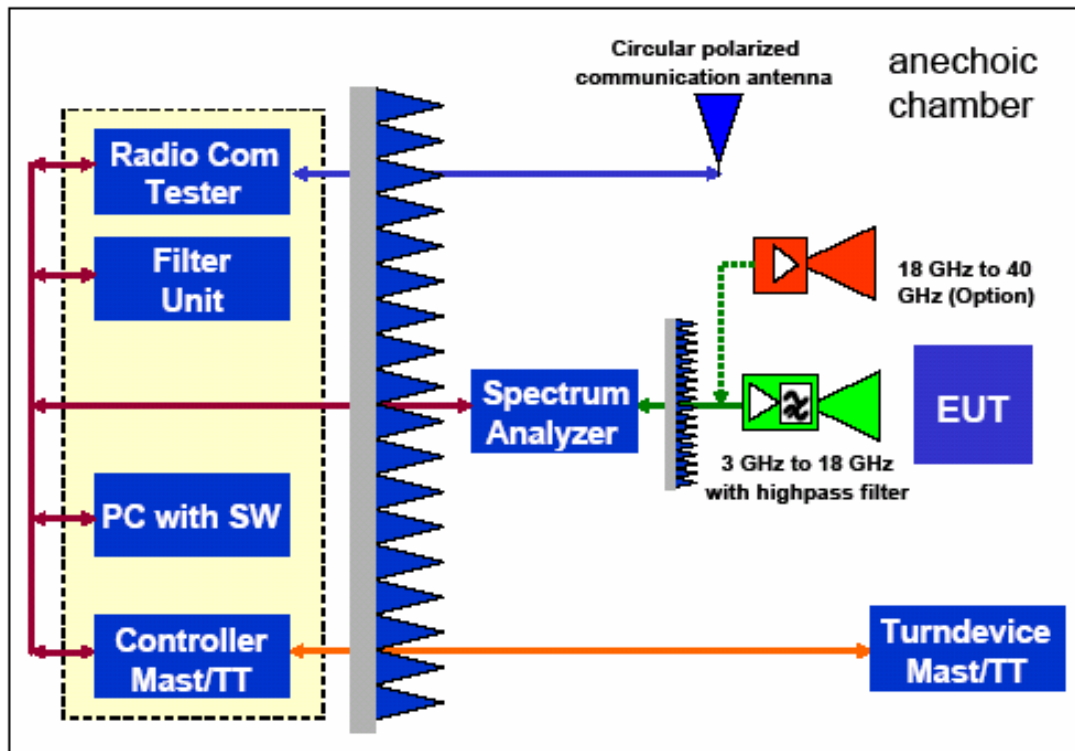 Circular polarized
communication antenna
anechoic
chamber
Radio Com
Tester
Filter
Unit
18 GHz to 40
GHz (Option)
Spectrum
Analyzer
EUT
3 GHz to 18 GHz
with highpass filter
PC with SW
Controller
Mast/TT
Turndevice
Mast/TT